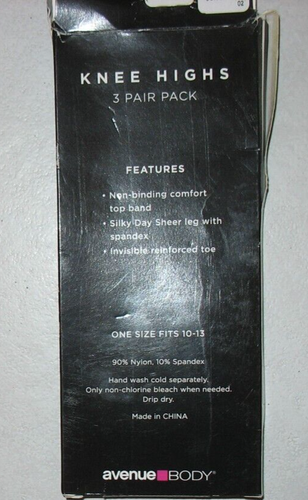 KNEE HIGHS
3 PAIR PACK
FEATURES
• Non-binding comfort
top band
• Silky Day Sheer leg with
spandex
• Invisible reinforced toe
ONE SIZE FITS 10-13
90% Nylon, 10% Spandex
Hand wash cold separately.
Only non-chlorine bleach when needed.
Drip dry.
Made in CHINA
avenue BODY®